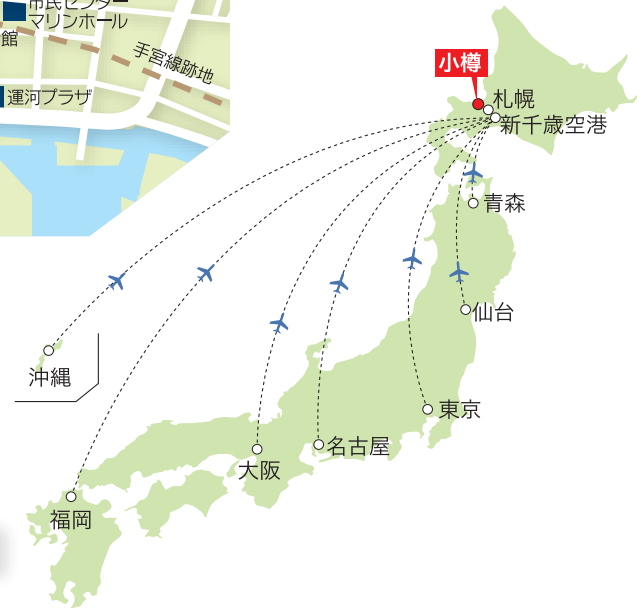 市民センター
マリンホール
館
手宮線跡地
運河プラザ
小樽
札幌
新千歳空港
青森
仙台
沖縄
東京
名古屋
大阪
福岡